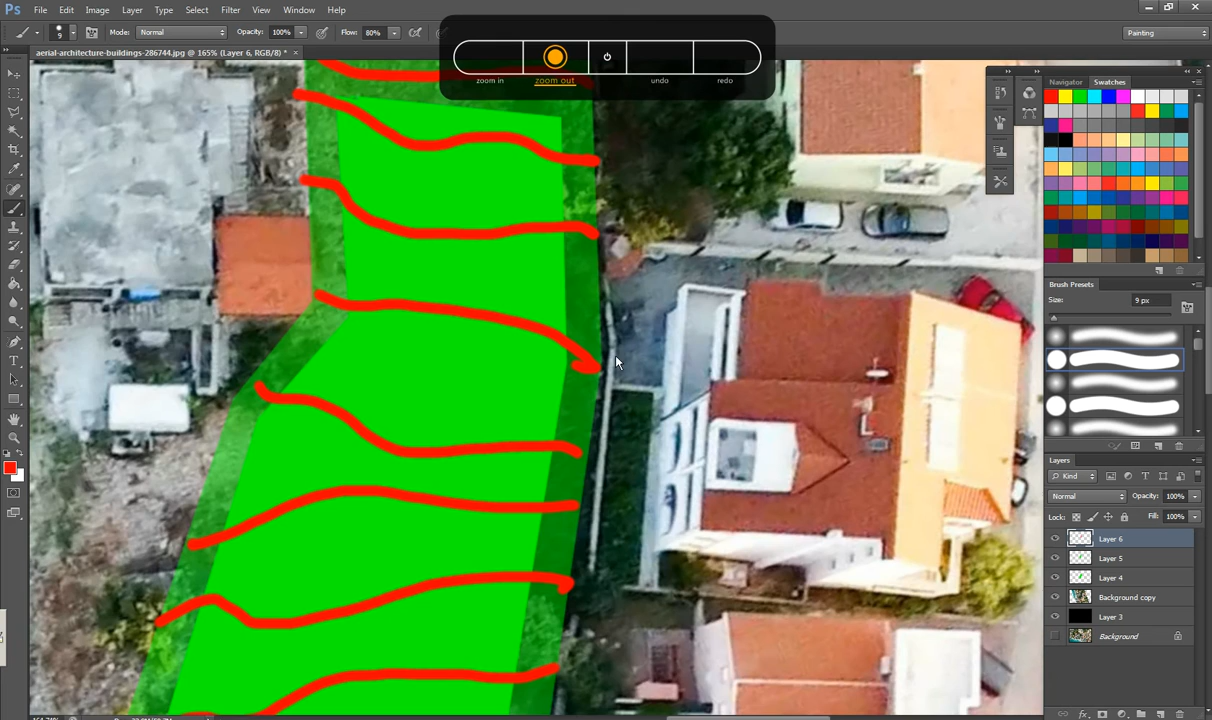 Ps File Edit Image Layer Type Select Filter View Window Help
9 Mode: Normal Opacity: 100% Flow: 80% Painting
aerial-architecture-buildings-286744.jpg @ 165% (Layer 6, RGB/8) * ×
zoom in zoom out undo redo
Navigator Swatches
Brush Presets
Size: 9 px
Layers
Kind
Normal Opacity: 100%
Lock: Fill: 100%
Layer 6
Layer 5
Layer 4
Background copy
Layer 3
Background
fx